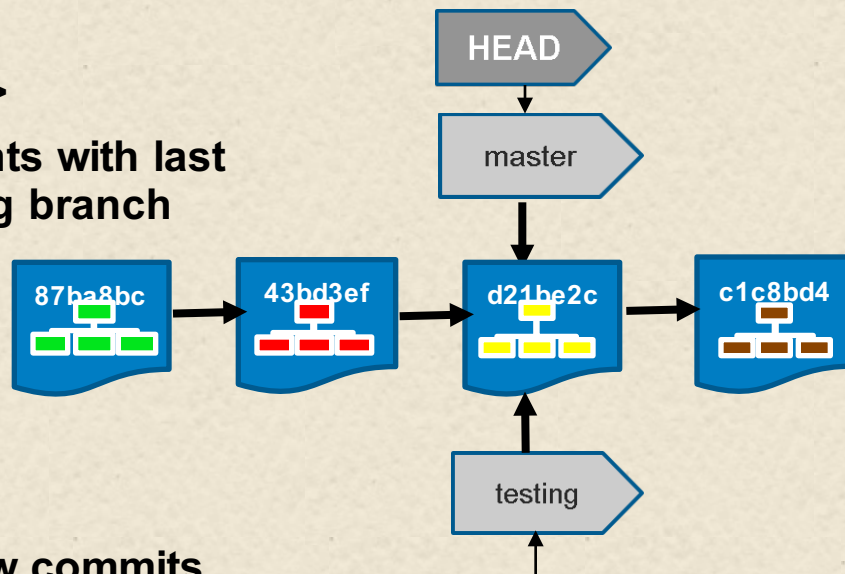 HEAD
>
master
nts with last
g branch
87ba8bc
43bd3ef
d21be2c
c1c8bd4
testing
w commits